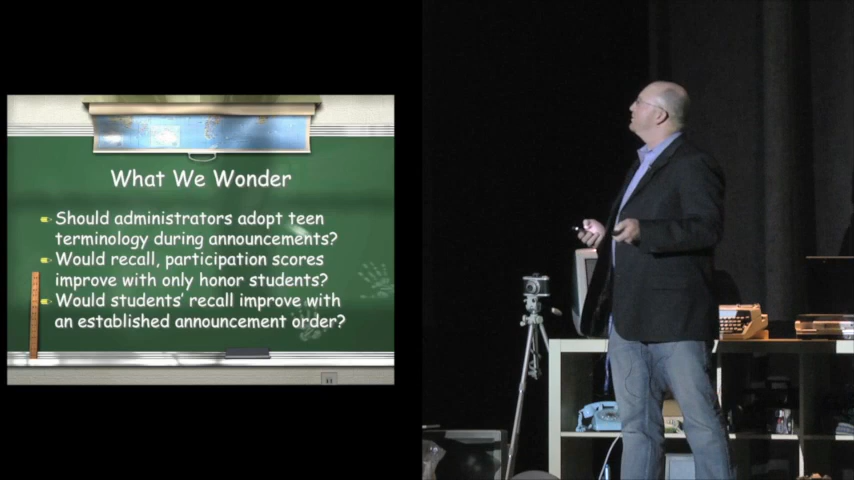 What We Wonder
Should administrators adopt teen
terminology during announcements?
Would recall, participation scores
improve with only honor students?
Would students' recall improve with
an established announcement order?